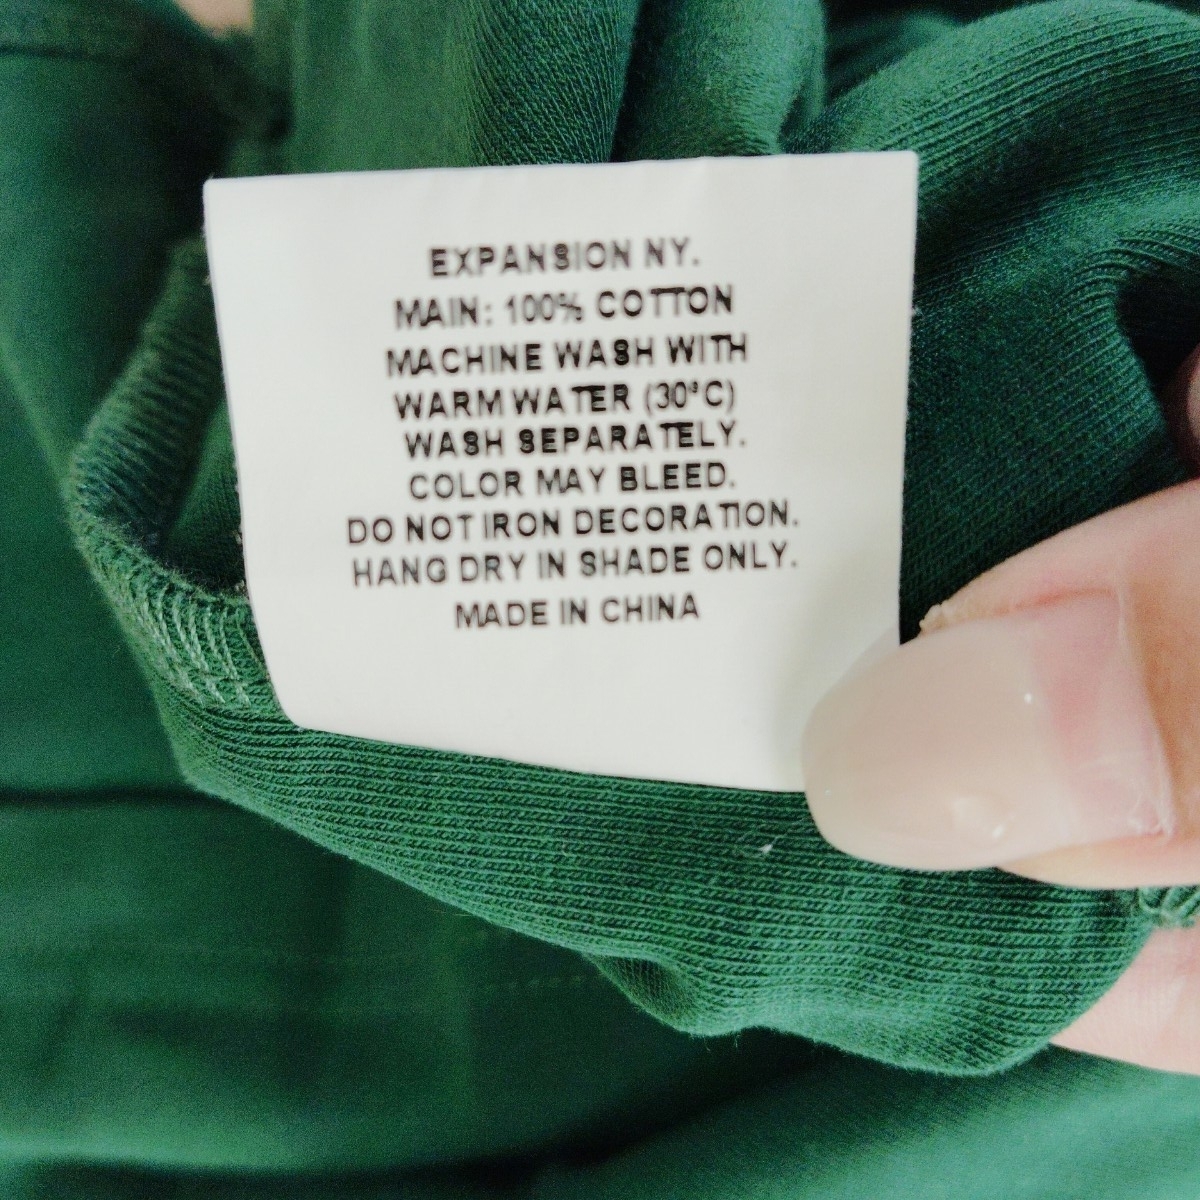 EXPANSION NY.
MAIN: 100% COTTON
MACHINE WASH WITH
WARM WATER (30°C)
WASH SEPARATELY.
COLOR MAY BLEED.
DO NOT IRON DECORATION.
HANG DRY IN SHADE ONLY.
MADE IN CHINA